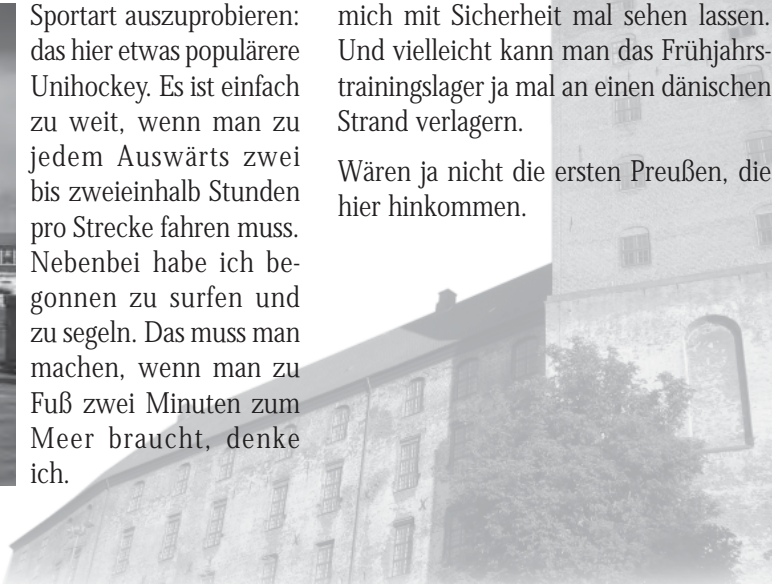 Sportart auszuprobieren:
das hier etwas populärere
Unihockey. Es ist einfach
zu weit, wenn man zu
jedem Auswärts zwei
bis zweieinhalb Stunden
pro Strecke fahren muss.
Nebenbei habe ich be-
gonnen zu surfen und
zu segeln. Das muss man
machen, wenn man zu
Fuß zwei Minuten zum
Meer braucht, denke
ich.
mich mit Sicherheit mal sehen lassen.
Und vielleicht kann man das Frühjahrs-
trainingslager ja mal an einen dänischen
Strand verlagern.
Wären ja nicht die ersten Preußen, die
hier hinkommen.